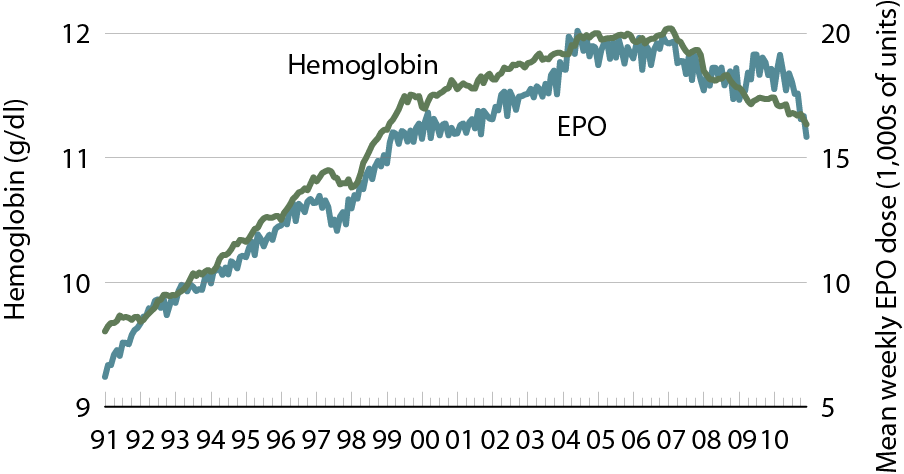 Hemoglobin (g/dl)
12
11
10
9
Hemoglobin
EPO
20
15
10
5
Mean weekly EPO dose (1,000s of units)
91 92 93 94 95 96 97 98 99 00 01 02 03 04 05 06 07 08 09 10